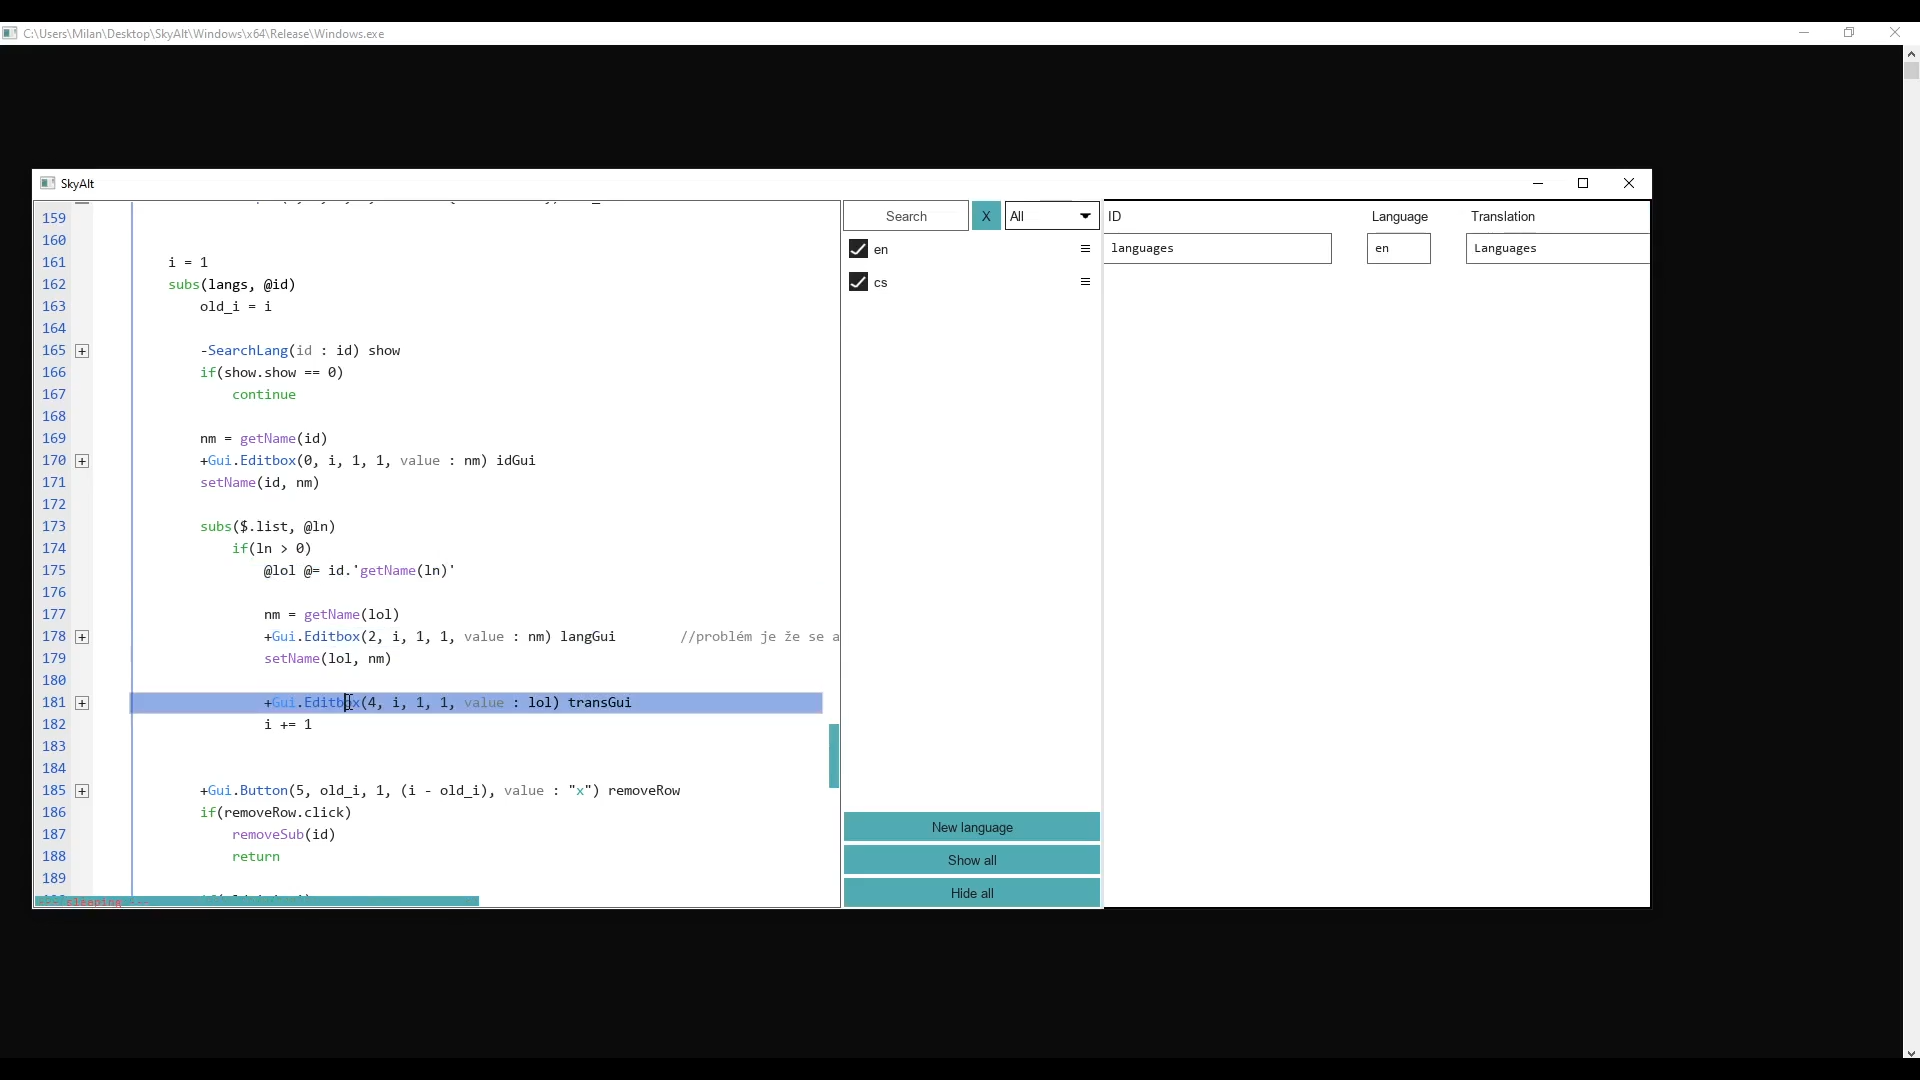 C:\Users\Milan\Desktop\SkyAlt\Windows\x64\Release\Windows.exe
SkyAlt
159
160
161 i = 1
162 subs(langs, @id)
163 old_i = i
164
165 + -SearchLang(id : id) show
166 if(show.show == 0)
167 continue
168
169 nm = getName(id)
170 + +Gui.Editbox(0, i, 1, 1, value : nm) idGui
171 setName(id, nm)
172
173 subs($.list, @ln)
174 if(ln > 0)
175 @lol @= id.'getName(ln)'
176
177 nm = getName(lol)
178 + +Gui.Editbox(2, i, 1, 1, value : nm) langGui //problém je že se a
179 setName(lol, nm)
180
181 + +Gui.Editbox(4, i, 1, 1, value : lol) transGui
182 i += 1
183
184
185 + +Gui.Button(5, old_i, 1, (i - old_i), value : "x") removeRow
186 if(removeRow.click)
187 removeSub(id)
188 return
189
sleeping
Search X All
en
cs
New language
Show all
Hide all
ID Language Translation
languages en Languages